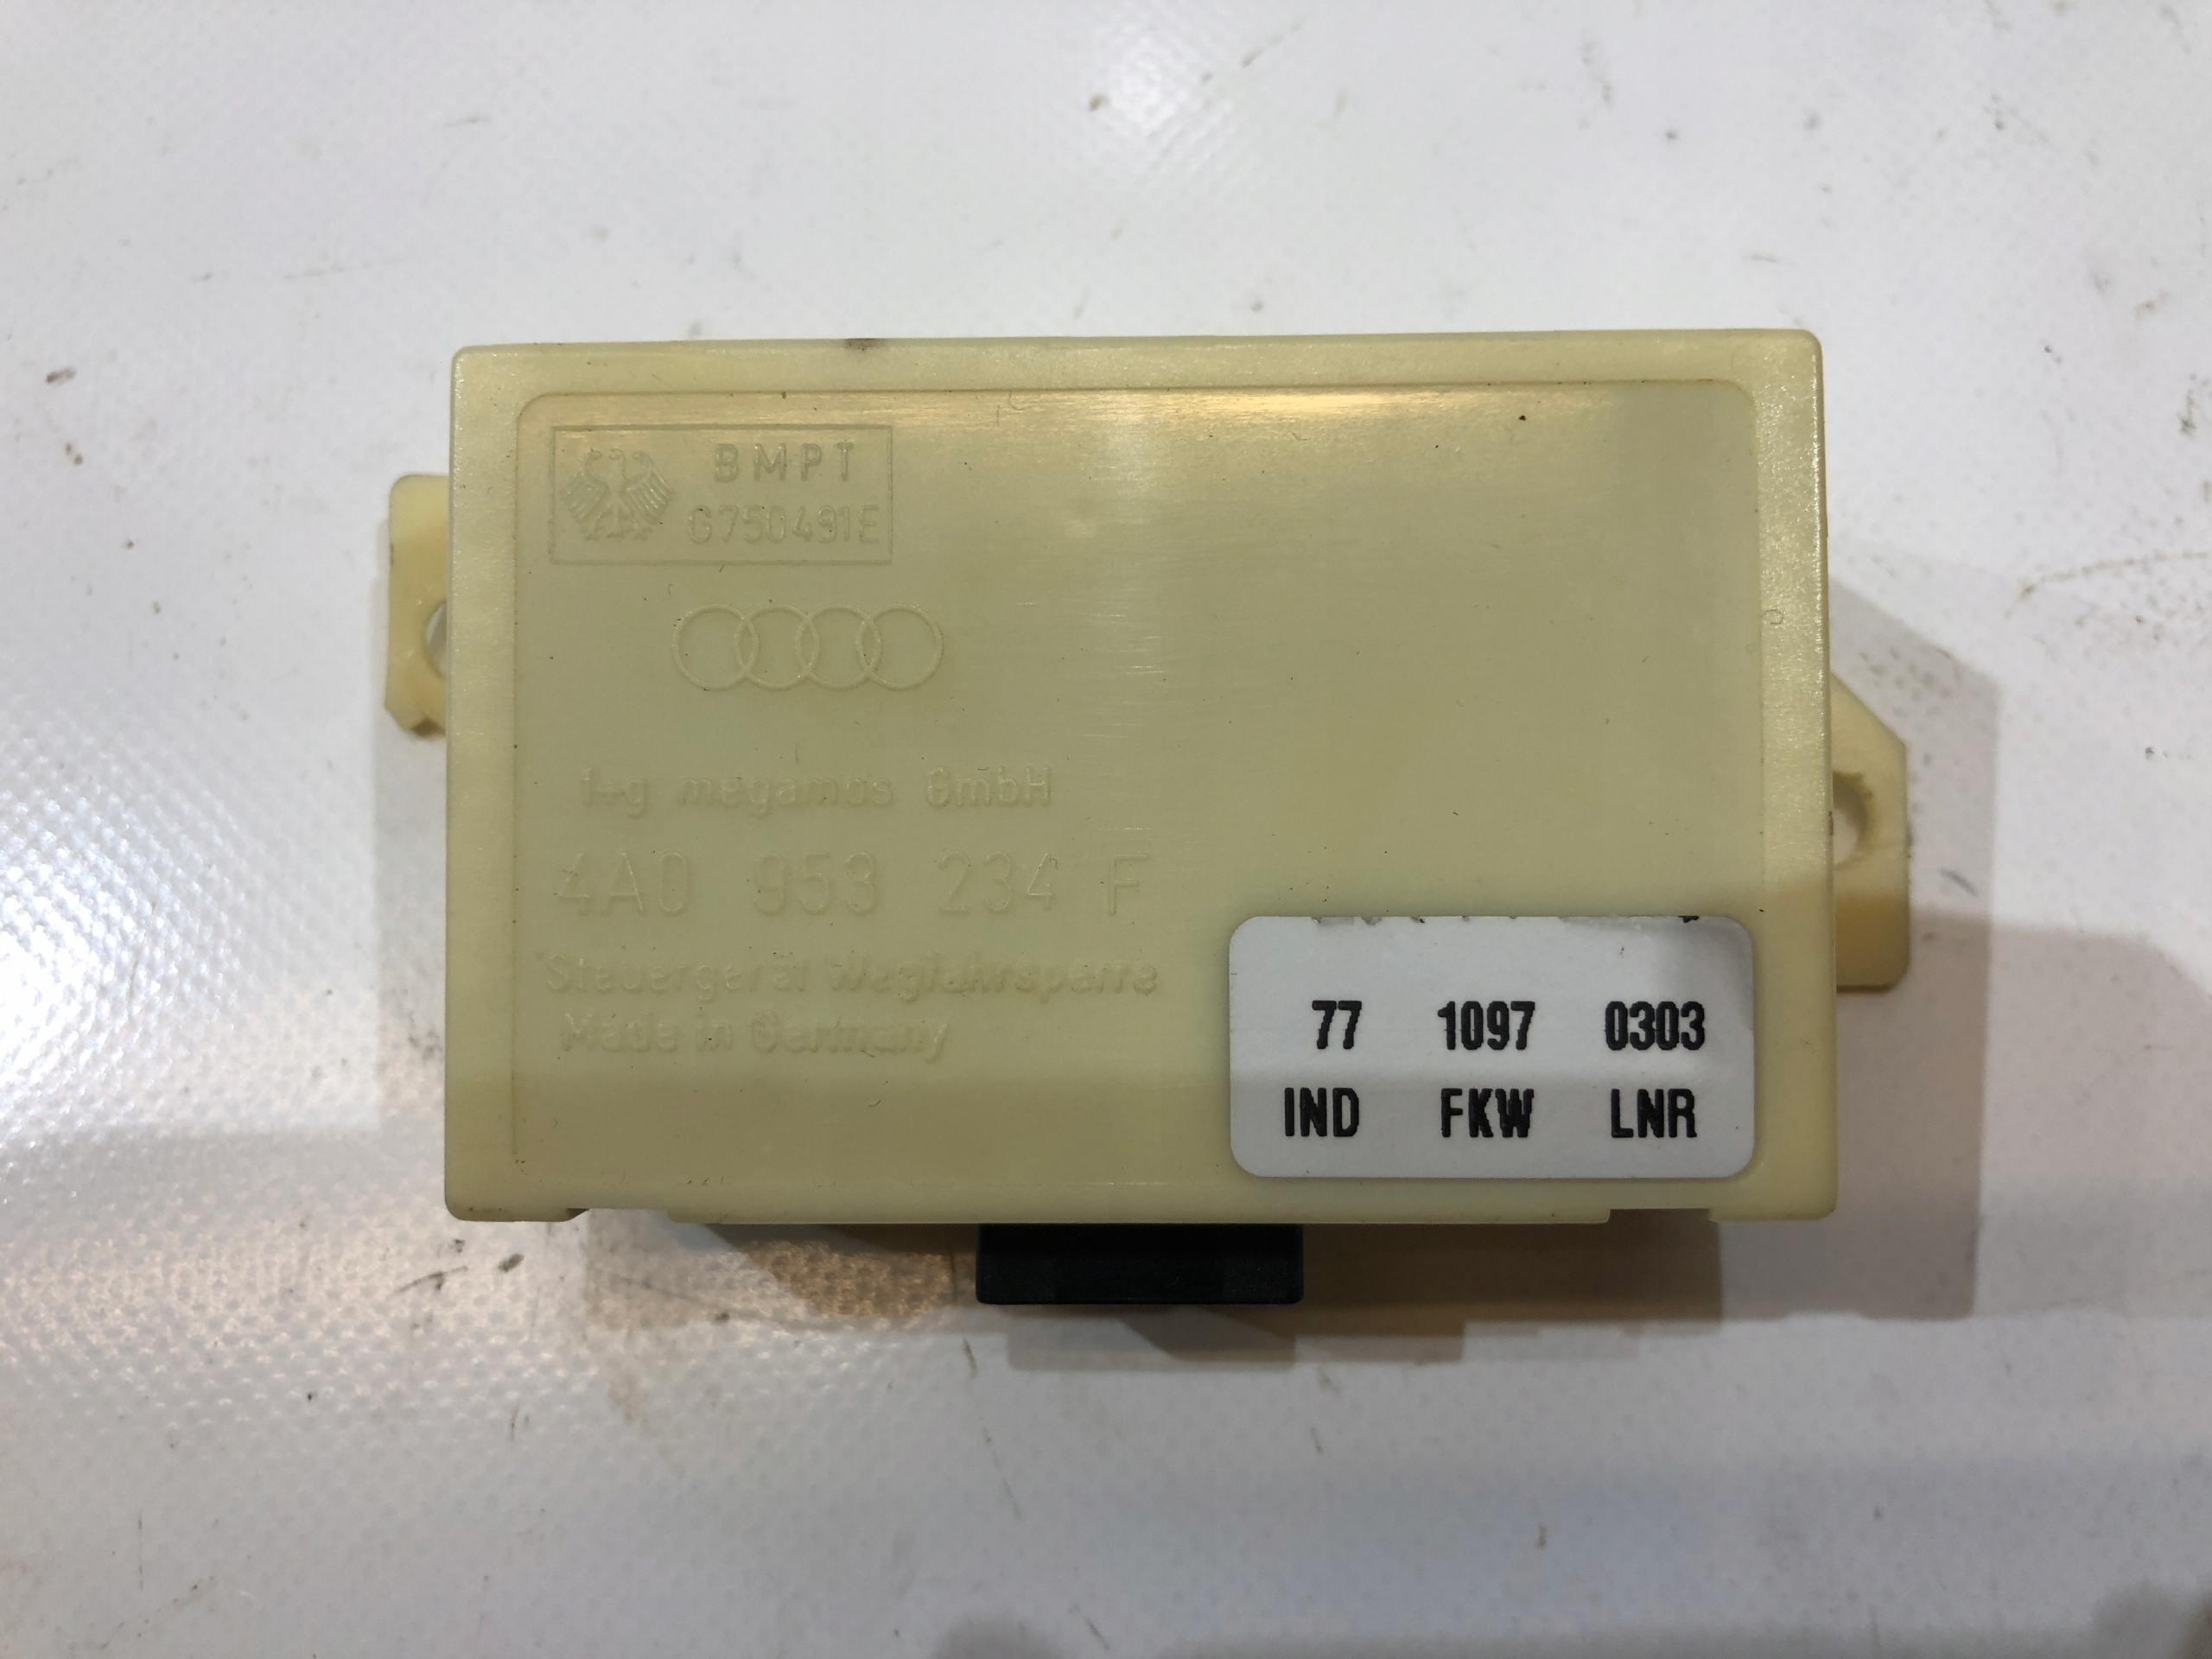 BMPT
G750491E
f+g megamos GmbH
4A0 953 234 F
Steuergerät Wegfahrsperre
Made in Germany
77 1097 0303
IND FKW LNR